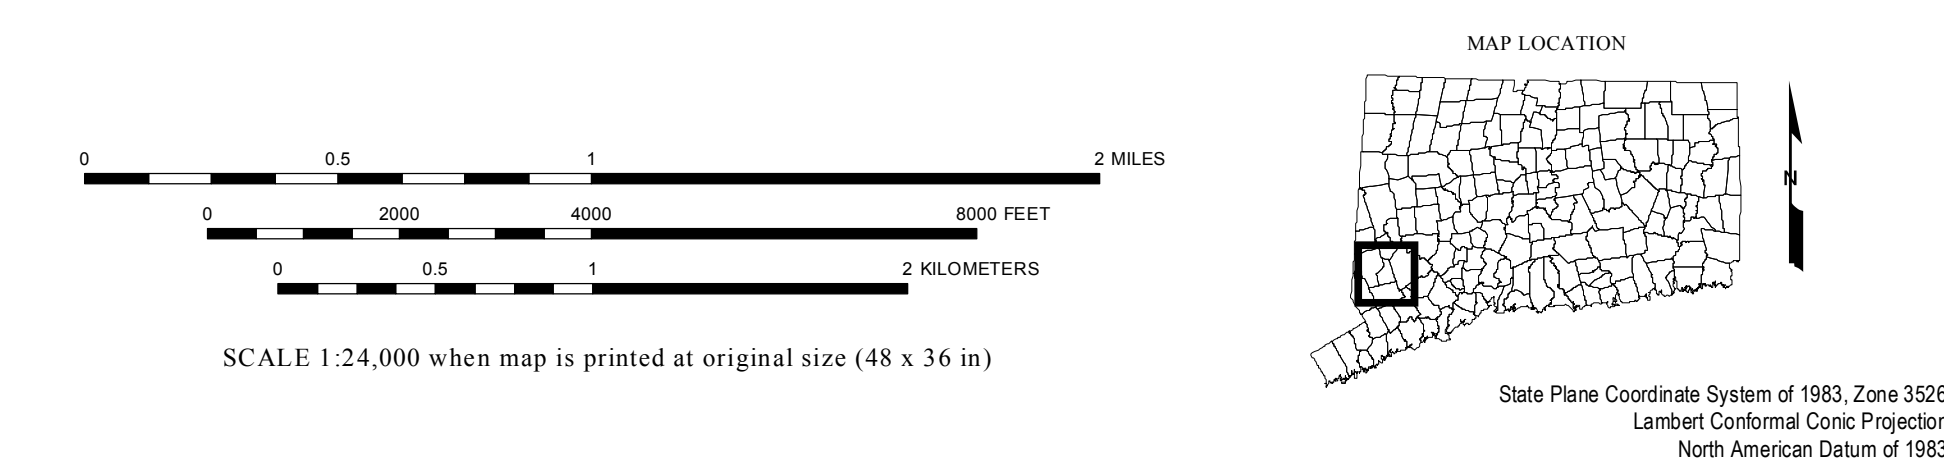 MAP LOCATION
0 0.5 1 2 MILES
0 2000 4000 8000 FEET
N
0 0.5 1 2 KILOMETERS
SCALE 1:24,000 when map is printed at original size (48 x 36 in)
State Plane Coordinate System of 1983, Zone 3526
Lambert Conformal Conic Projection
North American Datum of 1983